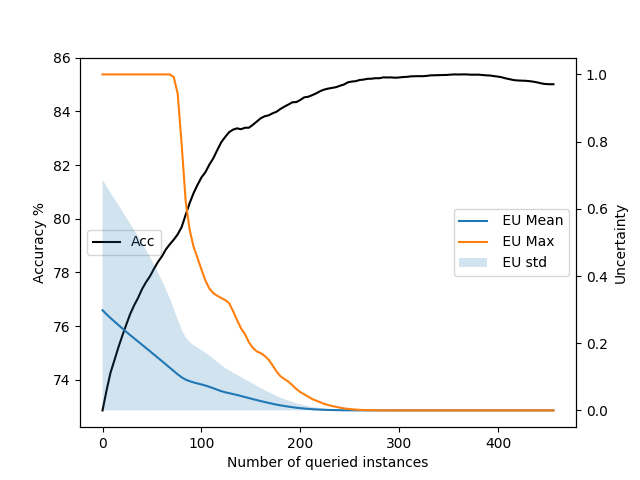 86
84
82
80
78
76
74
Accuracy %
Acc
EU Mean
EU Max
EU std
1.0
0.8
0.6
0.4
0.2
0.0
Uncertainty
0 100 200 300 400
Number of queried instances